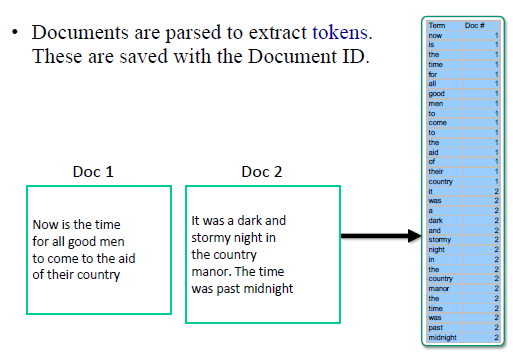 • Documents are parsed to extract tokens.
These are saved with the Document ID.
Doc 1
Now is the time
for all good men
to come to the aid
of their country
Doc 2
It was a dark and
stormy night in
the country
manor. The time
was past midnight
Term Doc #
now 1
is 1
the 1
time 1
for 1
all 1
good 1
men 1
to 1
come 1
to 1
the 1
aid 1
of 1
their 1
country 1
it 2
was 2
a 2
dark 2
and 2
stormy 2
night 2
in 2
the 2
country 2
manor 2
the 2
time 2
was 2
past 2
midnight 2